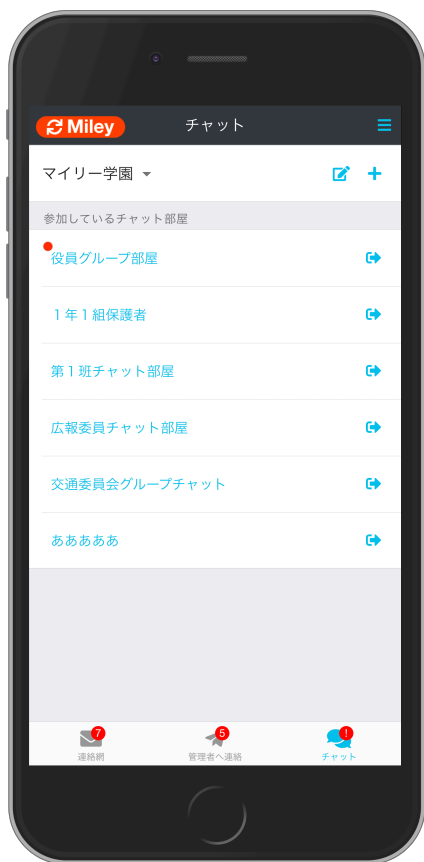 Miley
チャット
マイリー学園
参加しているチャット部屋
役員グループ部屋
1年1組保護者
第1班チャット部屋
広報委員チャット部屋
交通委員会グループチャット
あああああ
7
5
!
連絡網
管理者へ連絡
チャット